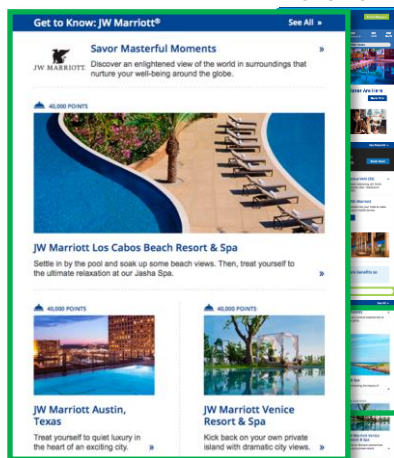 Get to Know: JW Marriott® See All »
Savor Masterful Moments »
JW MARRIOTT
Discover an enlightened view of the world in surroundings that
nurture your well-being around the globe.
40,000 POINTS
JW Marriott Los Cabos Beach Resort & Spa
Settle in by the pool and soak up some beach views. Then, treat yourself to
the ultimate relaxation at our Jasha Spa. »
40,000 POINTS
JW Marriott Austin,
Texas
Treat yourself to quiet luxury in
the heart of an exciting city. »
40,000 POINTS
JW Marriott Venice
Resort & Spa
Kick back on your own private
island with dramatic city views. »